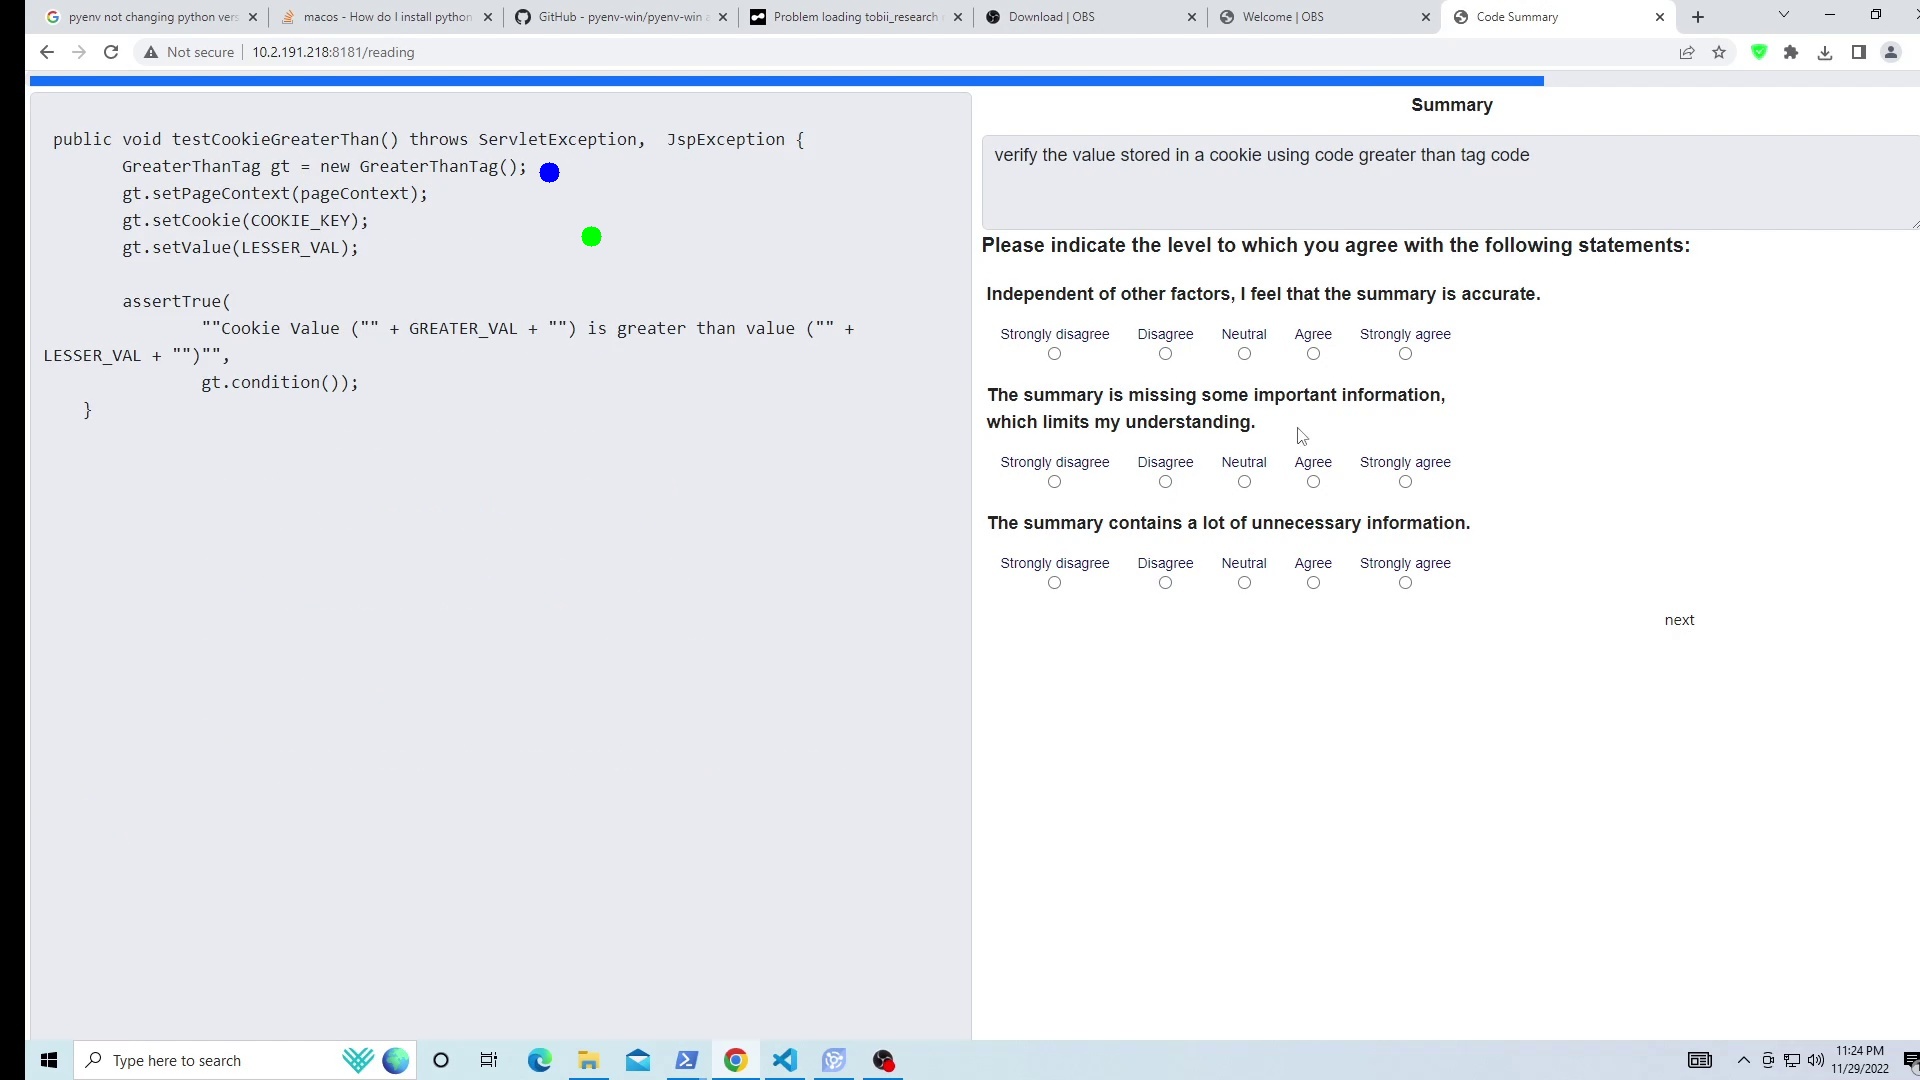 pyenv not changing python vers
macos - How do I install python
GitHub - pyenv-win/pyenv-win
Problem loading tobii_research
Download | OBS
Welcome | OBS
Code Summary
Not secure
10.2.191.218:8181/reading
public void testCookieGreaterThan() throws ServletException,  JspException {
GreaterThanTag gt = new GreaterThanTag();
gt.setPageContext(pageContext);
gt.setCookie(COOKIE_KEY);
gt.setValue(LESSER_VAL);
assertTrue(
""Cookie Value ("" + GREATER_VAL + "") is greater than value ("" +
LESSER_VAL + "")"",
gt.condition());
}
Summary
verify the value stored in a cookie using code greater than tag code
Please indicate the level to which you agree with the following statements:
Independent of other factors, I feel that the summary is accurate.
Strongly disagree Disagree Neutral Agree Strongly agree
The summary is missing some important information,
which limits my understanding.
Strongly disagree Disagree Neutral Agree Strongly agree
The summary contains a lot of unnecessary information.
Strongly disagree Disagree Neutral Agree Strongly agree
next
Type here to search
11:24 PM
11/29/2022